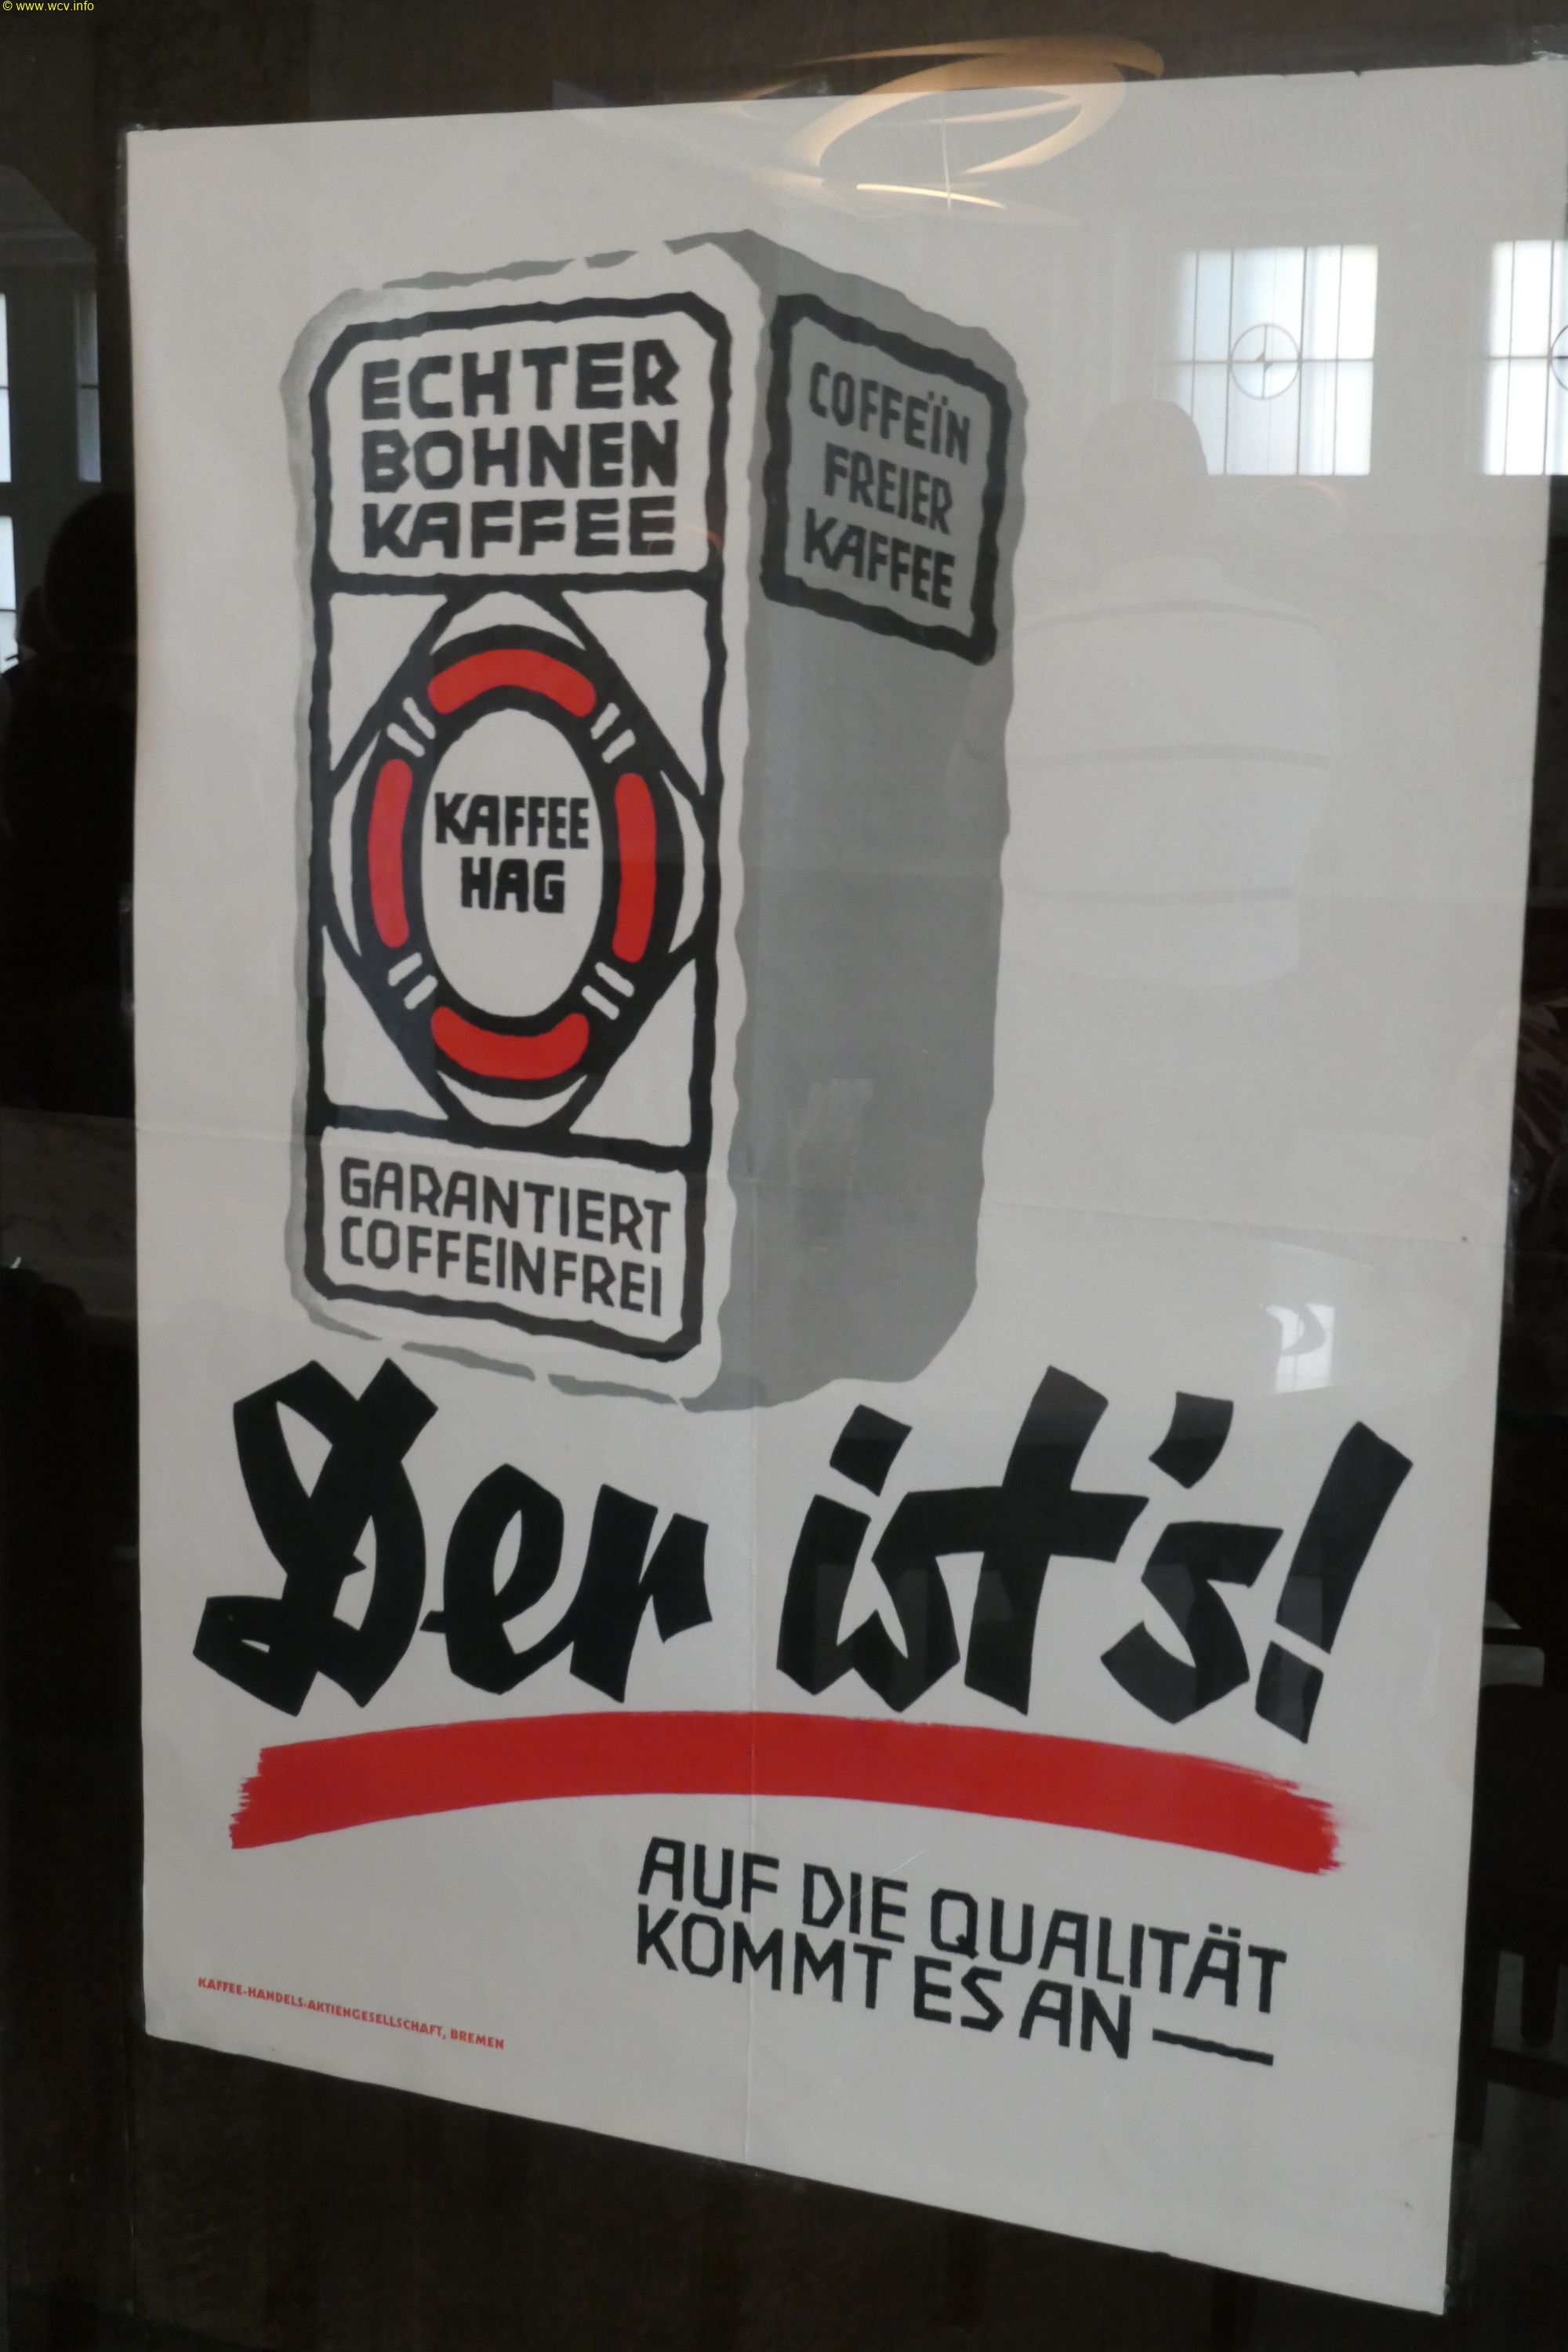 © www.wcv.info
ECHTER
BOHNEN
KAFFEE
COFFEÏN
FREIER
KAFFEE
KAFFEE
HAG
GARANTIERT
COFFEINFREI
Der ist's!
AUF DIE QUALITÄT
KOMMT ES AN —
KAFFEE-HANDELS-AKTIENGESELLSCHAFT, BREMEN